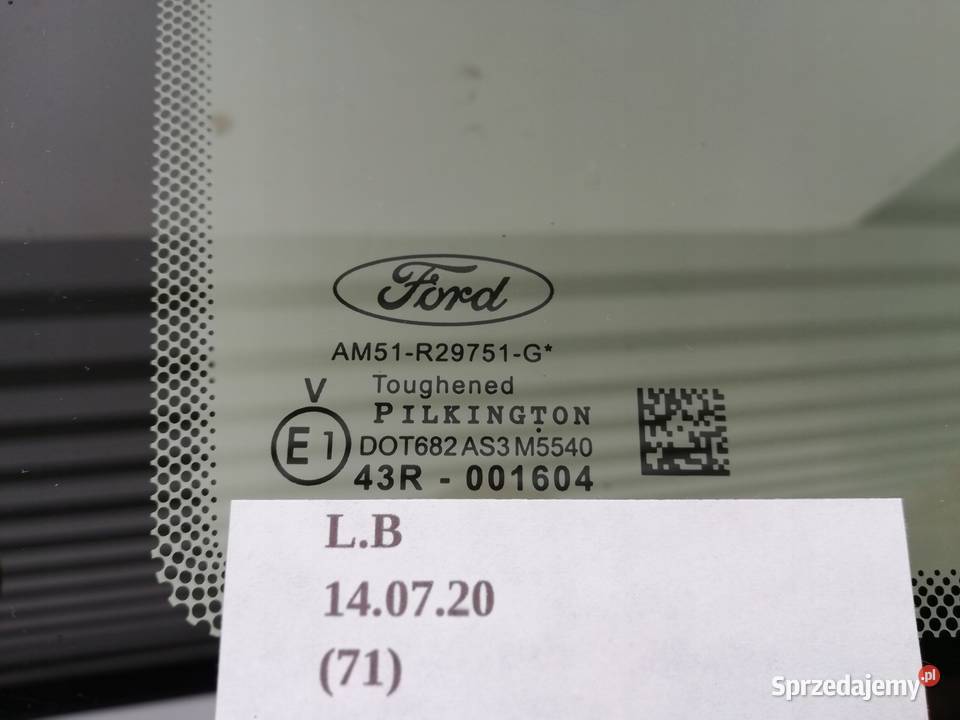 Ford
AM51-R29751-G*
V
Toughened
PILKINGTON
E1
DOT682 AS3 M5540
43R - 001604
L.B
14.07.20
(71)
Sprzedajemy.pl